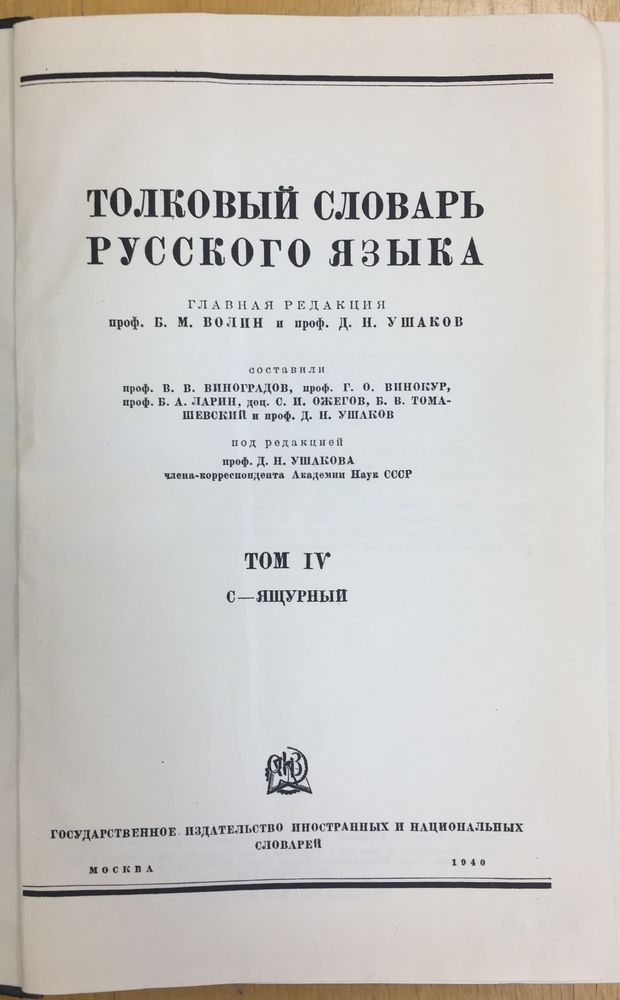 ТОЛКОВЫЙ СЛОВАРЬ
РУССКОГО ЯЗЫКА
ГЛАВНАЯ РЕДАКЦИЯ
проф. Б. М. ВОЛИН и проф. Д. Н. УШАКОВ
составили
проф. В. В. ВИНОГРАДОВ, проф. Г. О. ВИНОКУР,
проф. Б. А. ЛАРИН, доц. С. И. ОЖЕГОВ, Б. В. ТОМА-
ШЕВСКИЙ и проф. Д. Н. УШАКОВ
под редакцией
проф. Д. Н. УШАКОВА
члена-корреспондента Академии Наук СССР
ТОМ IV
С—ЯЩУРНЫЙ
ГОСУДАРСТВЕННОЕ ИЗДАТЕЛЬСТВО ИНОСТРАННЫХ И НАЦИОНАЛЬНЫХ
СЛОВАРЕЙ
МОСКВА 1940